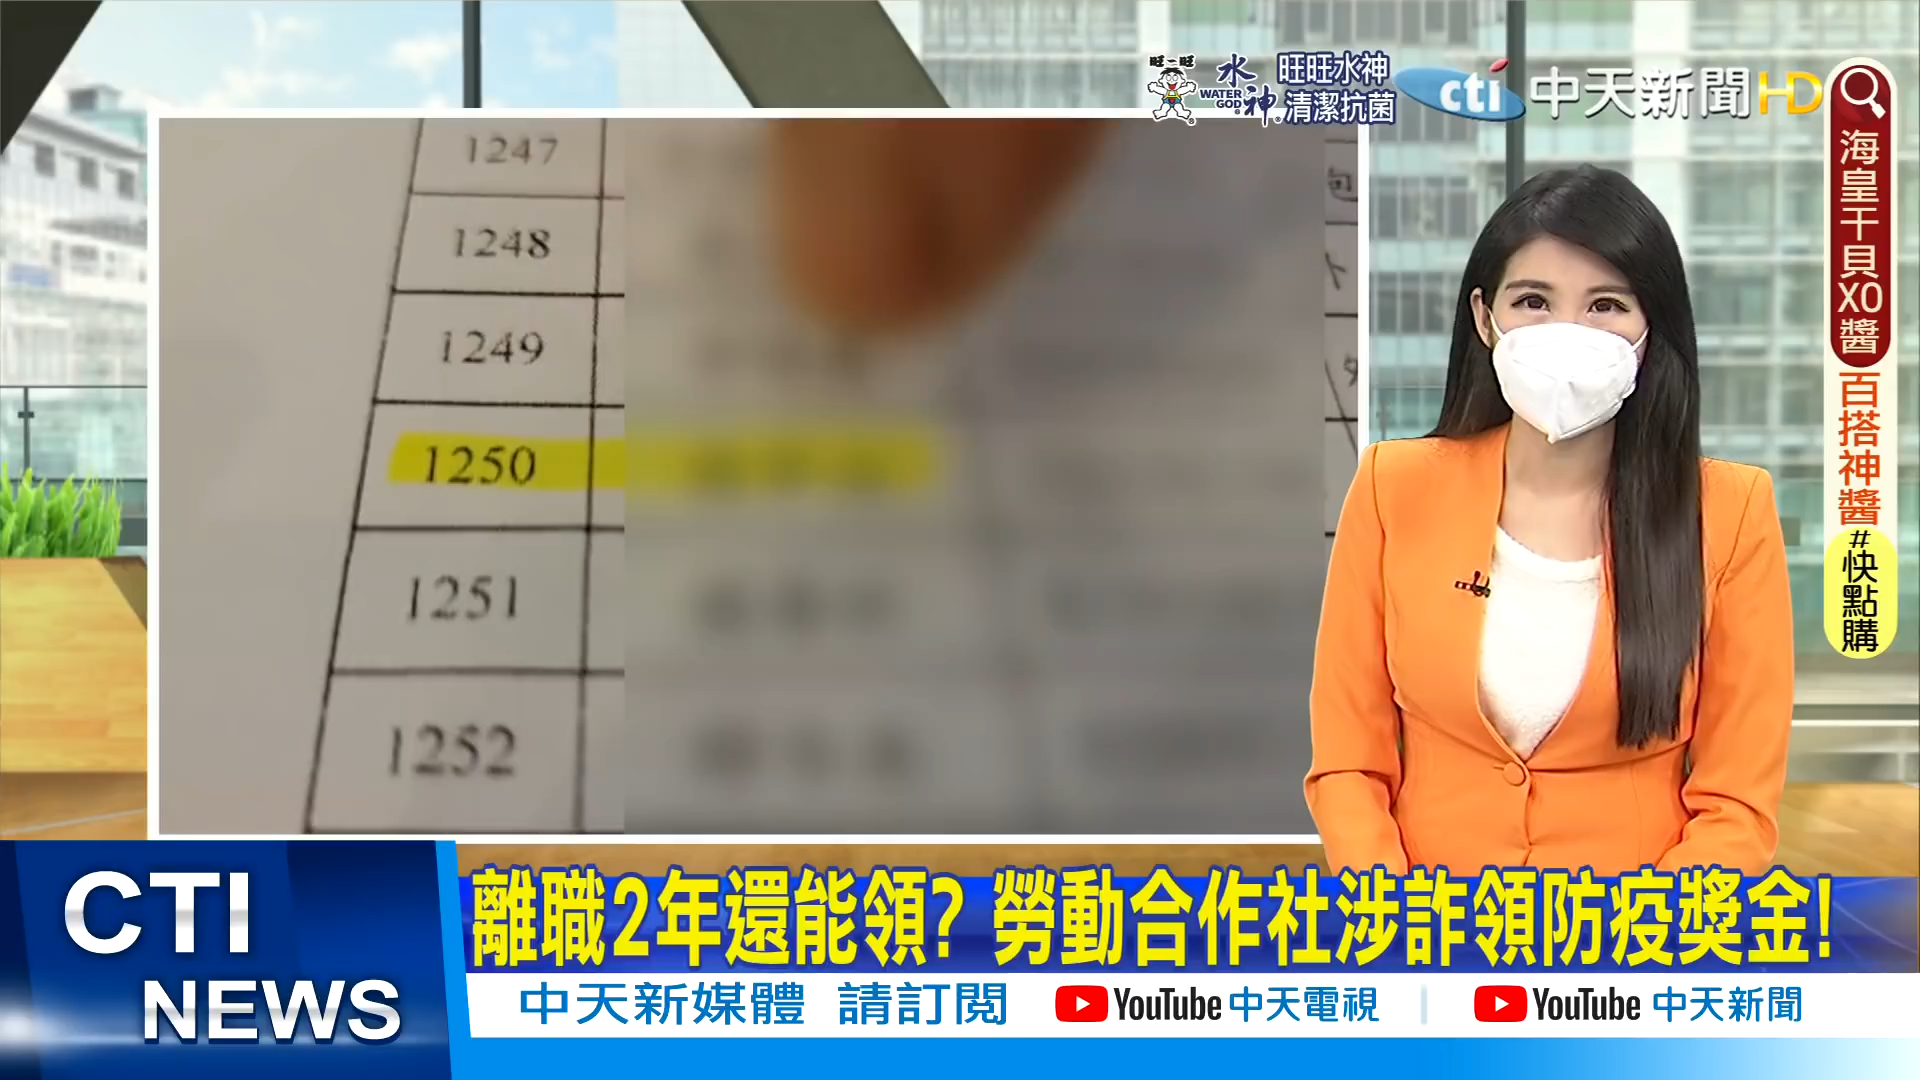 旺一旺
水神
WATER GOD
旺旺水神
清潔抗菌
cti 中天新聞HD
海皇干貝XO醬
百搭神醬
#快點購
1247
1248
1249
1250
1251
1252
CTI
NEWS
離職2年還能領? 勞動合作社涉詐領防疫獎金!
中天新媒體 請訂閱 YouTube 中天電視 | YouTube 中天新聞